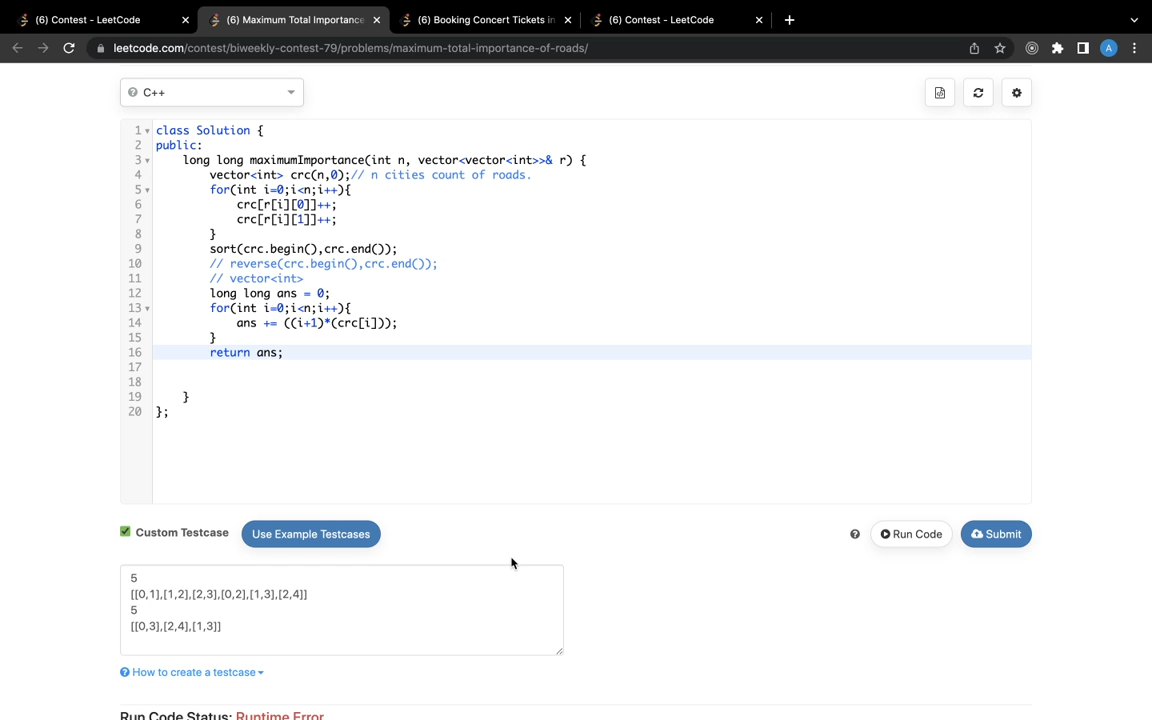 (6) Contest - LeetCode
(6) Maximum Total Importance
(6) Booking Concert Tickets in
(6) Contest - LeetCode
leetcode.com/contest/biweekly-contest-79/problems/maximum-total-importance-of-roads/
A
C++
1 class Solution {
2 public:
3 long long maximumImportance(int n, vector<vector<int>>& r) {
4 vector<int> crc(n,0);// n cities count of roads.
5 for(int i=0;i<n;i++){
6 crc[r[i][0]]++;
7 crc[r[i][1]]++;
8 }
9 sort(crc.begin(),crc.end());
10 // reverse(crc.begin(),crc.end());
11 // vector<int>
12 long long ans = 0;
13 for(int i=0;i<n;i++){
14 ans += ((i+1)*(crc[i]));
15 }
16 return ans;
17
18
19 }
20 };
Custom Testcase
Use Example Testcases
Run Code
Submit
5
[[0,1],[1,2],[2,3],[0,2],[1,3],[2,4]]
5
[[0,3],[2,4],[1,3]]
How to create a testcase
Run Code Status: Runtime Error